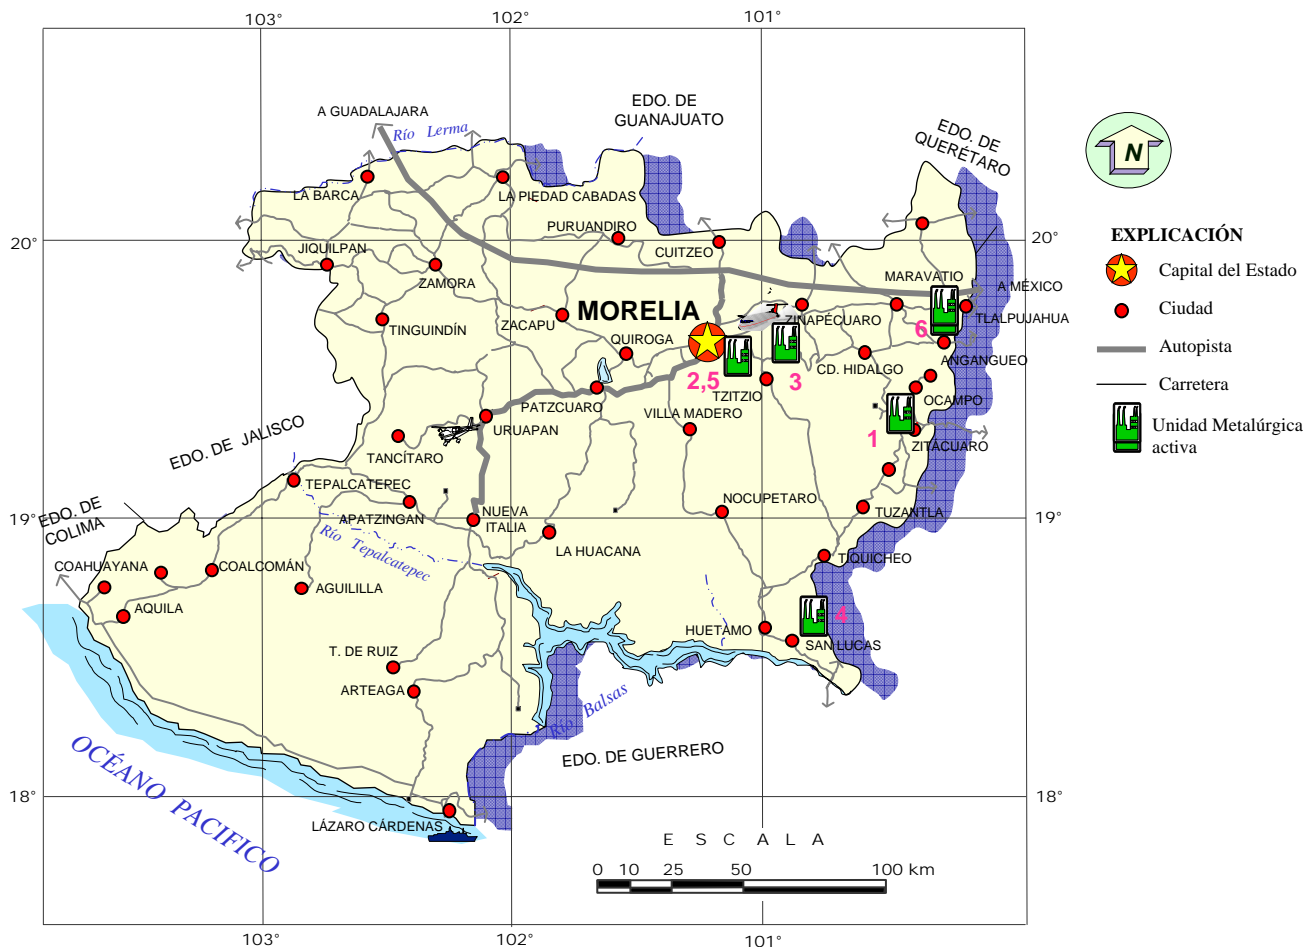 103°
102°
101°
A GUADALAJARA
Río Lerma
EDO. DE
GUANAJUATO
EDO. DE
QUERÉTARO
N
LA BARCA
LA PIEDAD CABADAS
PURUANDIRO
20°
JIQUILPAN
CUITZEO
20°
EXPLICACIÓN
Capital del Estado
ZAMORA
MARAVATIO
A MÉXICO
Ciudad
MORELIA
TINGUINDÍN
ZACAPU
ZINAPÉCUARO
6
TLALPUJAHUA
QUIROGA
Autopista
CD. HIDALGO
ANGANGUEO
2,5
3
Carretera
PATZCUARO
TZITZIO
OCAMPO
VILLA MADERO
URUAPAN
Unidad Metalúrgica
activa
1
EDO. DE JALISCO
TANCÍTARO
ZITACUARO
TEPALCATEPEC
NOCUPETARO
EDO. DE
COLIMA
APATZINGAN
NUEVA
ITALIA
TUZANTLA
19°
19°
Río Tepalcatepec
LA HUACANA
TIQUICHEO
COAHUAYANA
COALCOMÁN
AGUILILLA
AQUILA
4
HUETAMO
SAN LUCAS
T. DE RUIZ
ARTEAGA
Río Balsas
EDO. DE GUERRERO
OCÉANO PACIFICO
18°
18°
LÁZARO CÁRDENAS
E S C A L A
0 10 25 50 100 km
103°
102°
101°